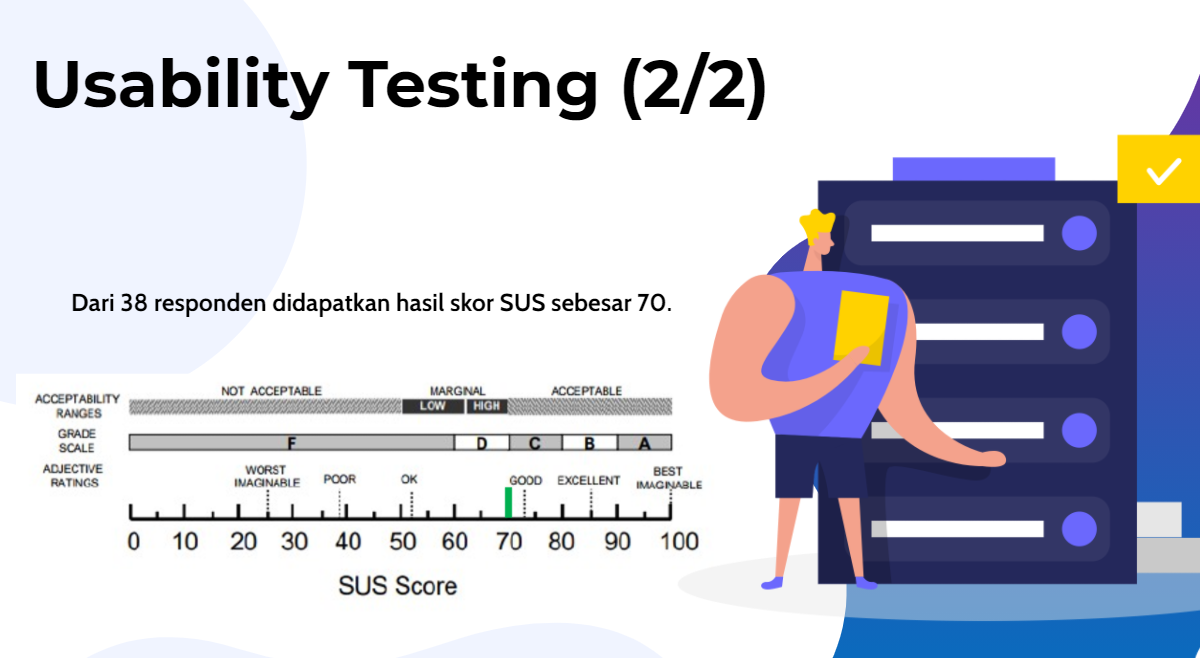 Usability Testing (2/2)
Dari 38 responden didapatkan hasil skor SUS sebesar 70.
ACCEPTABILITY RANGES
NOT ACCEPTABLE
MARGINAL
ACCEPTABLE
LOW
HIGH
GRADE SCALE
F D C B A
ADJECTIVE RATINGS
WORST IMAGINABLE
POOR
OK
GOOD
EXCELLENT
BEST IMAGINABLE
0 10 20 30 40 50 60 70 80 90 100
SUS Score